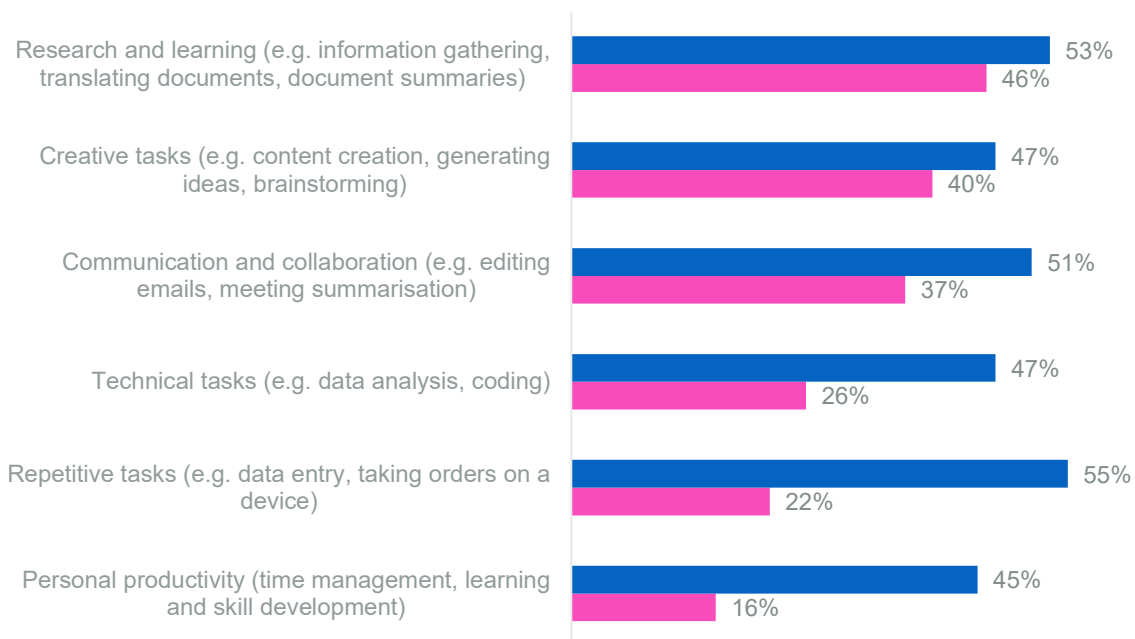 Research and learning (e.g. information gathering,
translating documents, document summaries)
53%
46%
Creative tasks (e.g. content creation, generating
ideas, brainstorming)
47%
40%
Communication and collaboration (e.g. editing
emails, meeting summarisation)
51%
37%
Technical tasks (e.g. data analysis, coding)
47%
26%
Repetitive tasks (e.g. data entry, taking orders on a
device)
55%
22%
Personal productivity (time management, learning
and skill development)
45%
16%